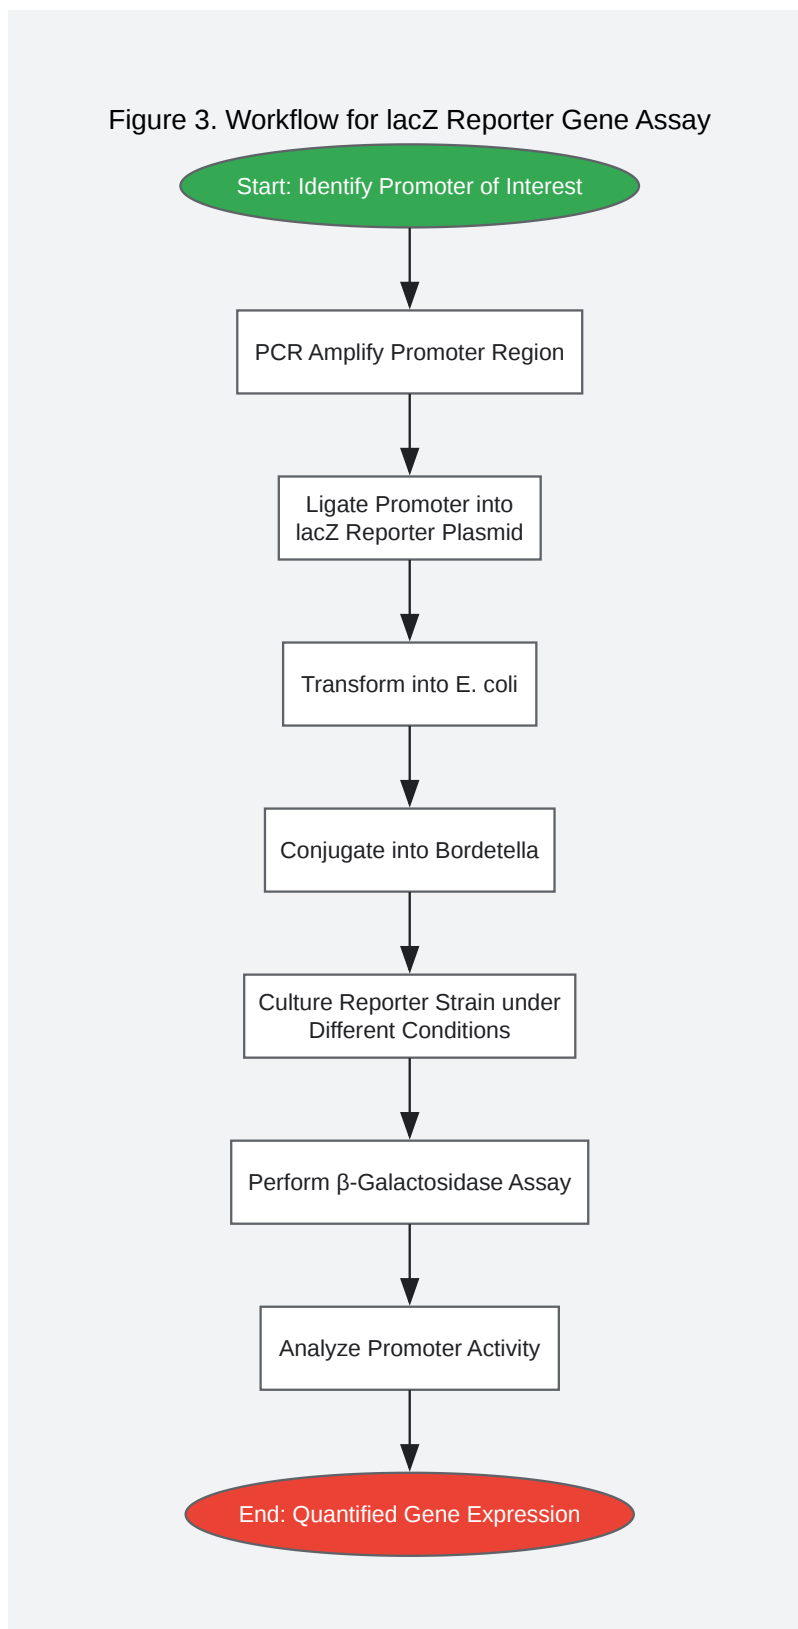 Figure 3. Workflow for lacZ Reporter Gene Assay
Start: Identify Promoter of Interest
PCR Amplify Promoter Region
Ligate Promoter into
lacZ Reporter Plasmid
Transform into E. coli
Conjugate into Bordetella
Culture Reporter Strain under
Different Conditions
Perform β-Galactosidase Assay
Analyze Promoter Activity
End: Quantified Gene Expression